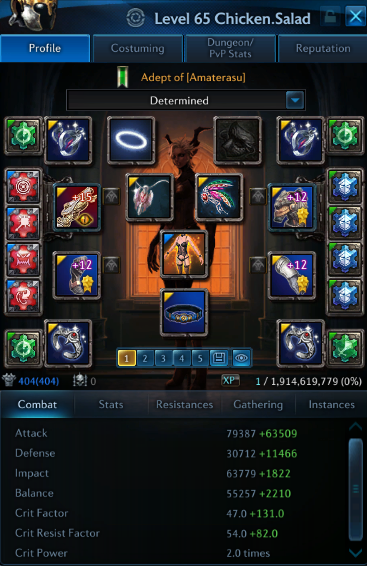 Level 65 Chicken.Salad
Profile
Costuming
Dungeon/
PvP Stats
Reputation
Adept of [Amaterasu]
Determined
+15
+12
+12
+12
1 2 3 4 5
404(404) 0 XP 1 / 1,914,619,779 (0%)
Combat Stats Resistances Gathering Instances
Attack 79387 +63509
Defense 30712 +11466
Impact 63779 +1822
Balance 55257 +2210
Crit Factor 47.0 +131.0
Crit Resist Factor 54.0 +82.0
Crit Power 2.0 times